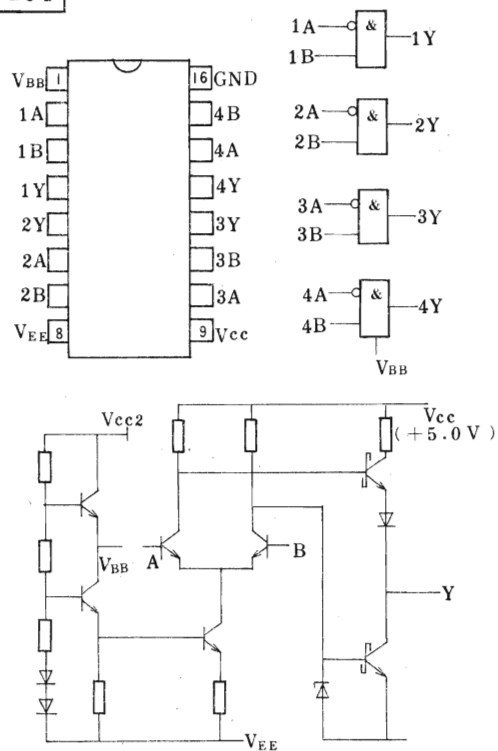 1A & 1Y
1B
2A & 2Y
2B
3A & 3Y
3B
4A & 4Y
4B
VBB
VBB 1 16 GND
1A 4B
1B 4A
1Y 4Y
2Y 3Y
2A 3B
2B 3A
VEE 8 9 Vcc
Vcc2
Vcc
(+5.0V)
VBB A B
Y
VEE